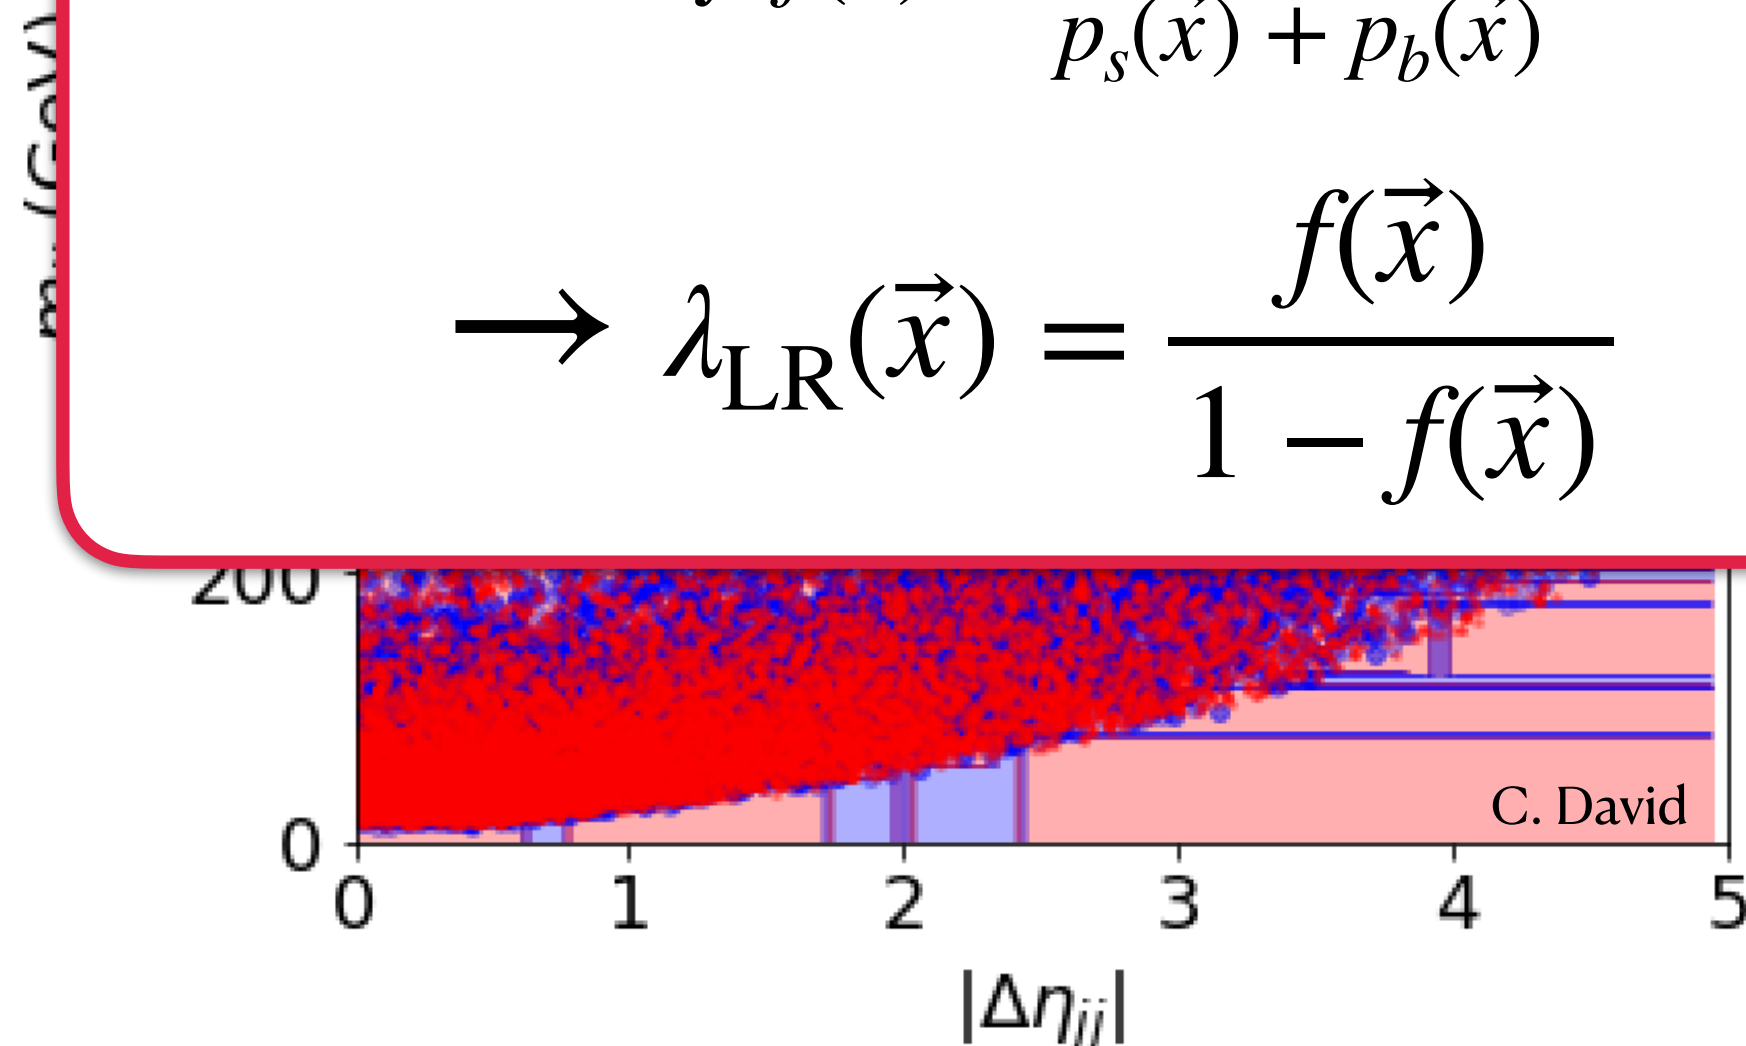 p_s(x⃗) + p_b(x⃗)
→ λ_LR(x⃗) = f(x⃗) / (1 − f(x⃗))
200
C. David
0
0 1 2 3 4 5
|Δη_jj|